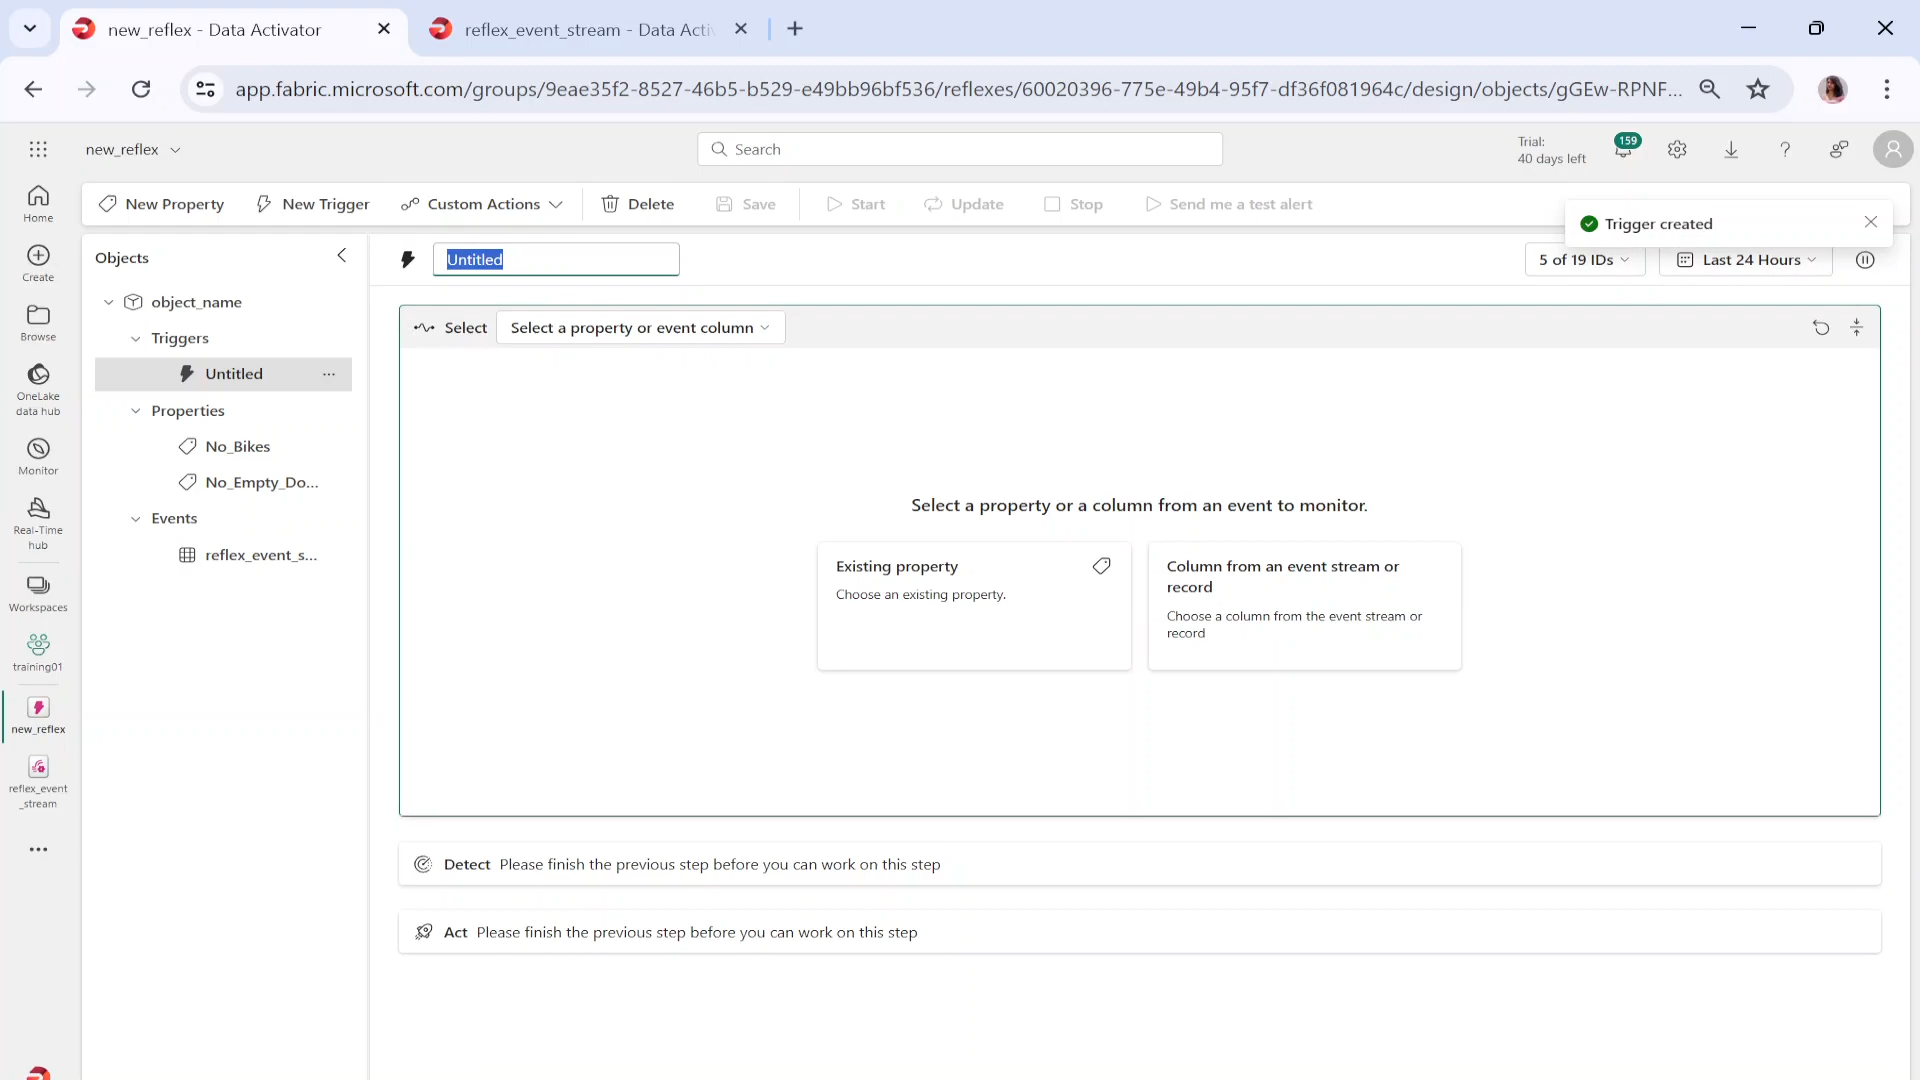 new_reflex - Data Activator
reflex_event_stream - Data Activ
app.fabric.microsoft.com/groups/9eae35f2-8527-46b5-b529-e49bb96bf536/reflexes/60020396-775e-49b4-95f7-df36f081964c/design/objects/gGEw-RPNF...
new_reflex
Search
Trial:
40 days left
159
Home
Create
Browse
OneLake
data hub
Monitor
Real-Time
hub
Workspaces
training01
new_reflex
reflex_event
_stream
New Property
New Trigger
Custom Actions
Delete
Save
Start
Update
Stop
Send me a test alert
Trigger created
Objects
object_name
Triggers
Untitled
Properties
No_Bikes
No_Empty_Do...
Events
reflex_event_s...
Untitled
5 of 19 IDs
Last 24 Hours
Select
Select a property or event column
Select a property or a column from an event to monitor.
Existing property
Choose an existing property.
Column from an event stream or
record
Choose a column from the event stream or
record
Detect Please finish the previous step before you can work on this step
Act Please finish the previous step before you can work on this step